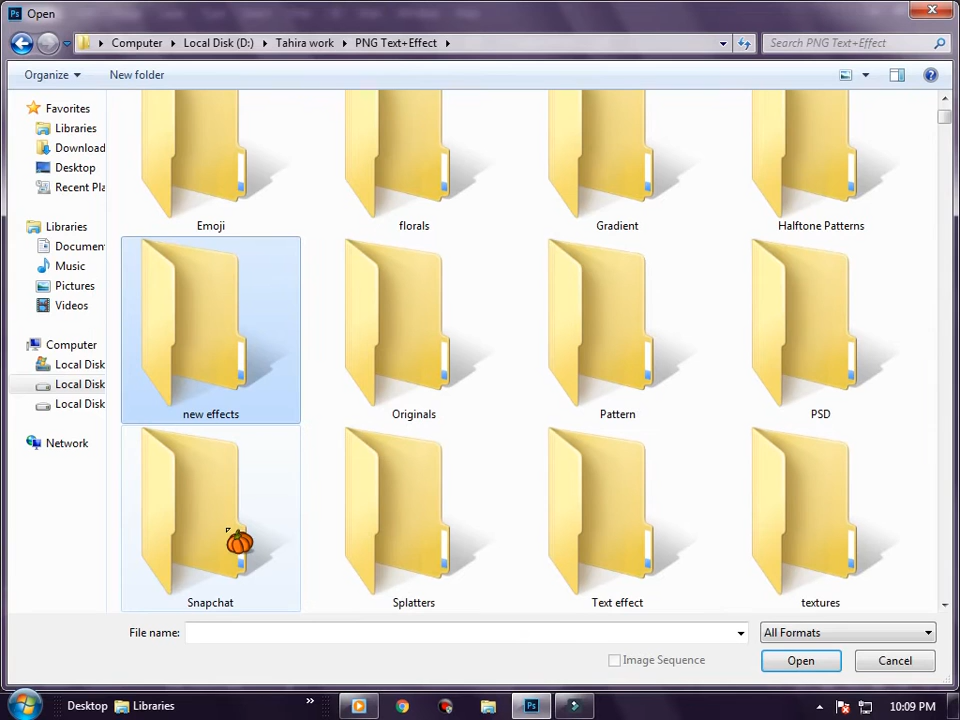 Ps Open
Computer Local Disk (D:) Tahira work PNG Text+Effect
Search PNG Text+Effect
Organize New folder
Favorites
Libraries
Download
Desktop
Recent Pla
Libraries
Documen
Music
Pictures
Videos
Computer
Local Disk
Local Disk
Local Disk
Network
Emoji florals Gradient Halftone Patterns
new effects Originals Pattern PSD
Snapchat Splatters Text effect textures
File name: All Formats
Image Sequence Open Cancel
Desktop Libraries » Ps 10:09 PM